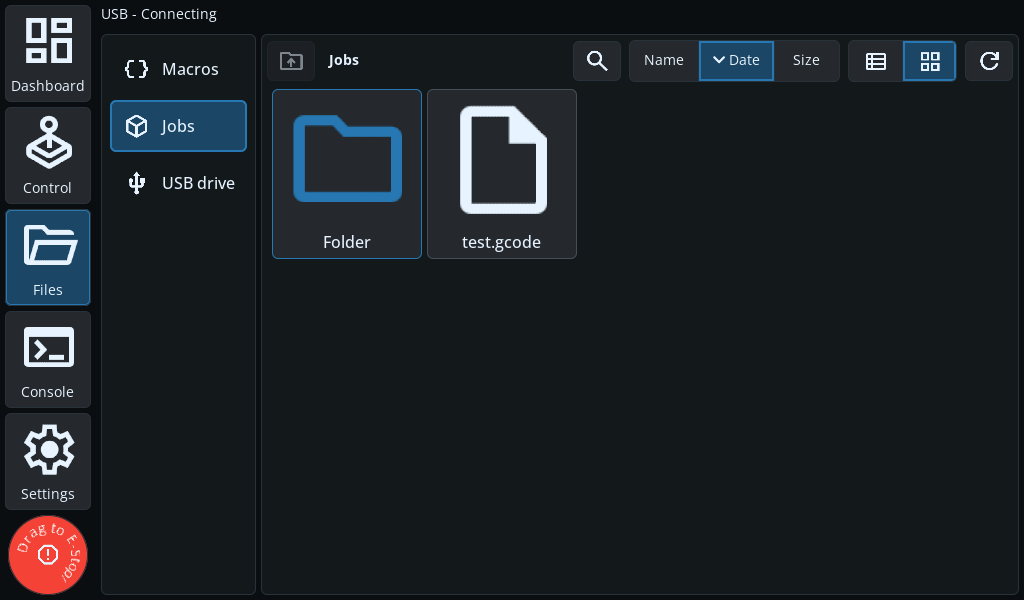 USB - Connecting
Dashboard
Control
Files
Console
Settings
Drag to E-Stop!
Macros
Jobs
USB drive
Jobs
Name
Date
Size
Folder
test.gcode